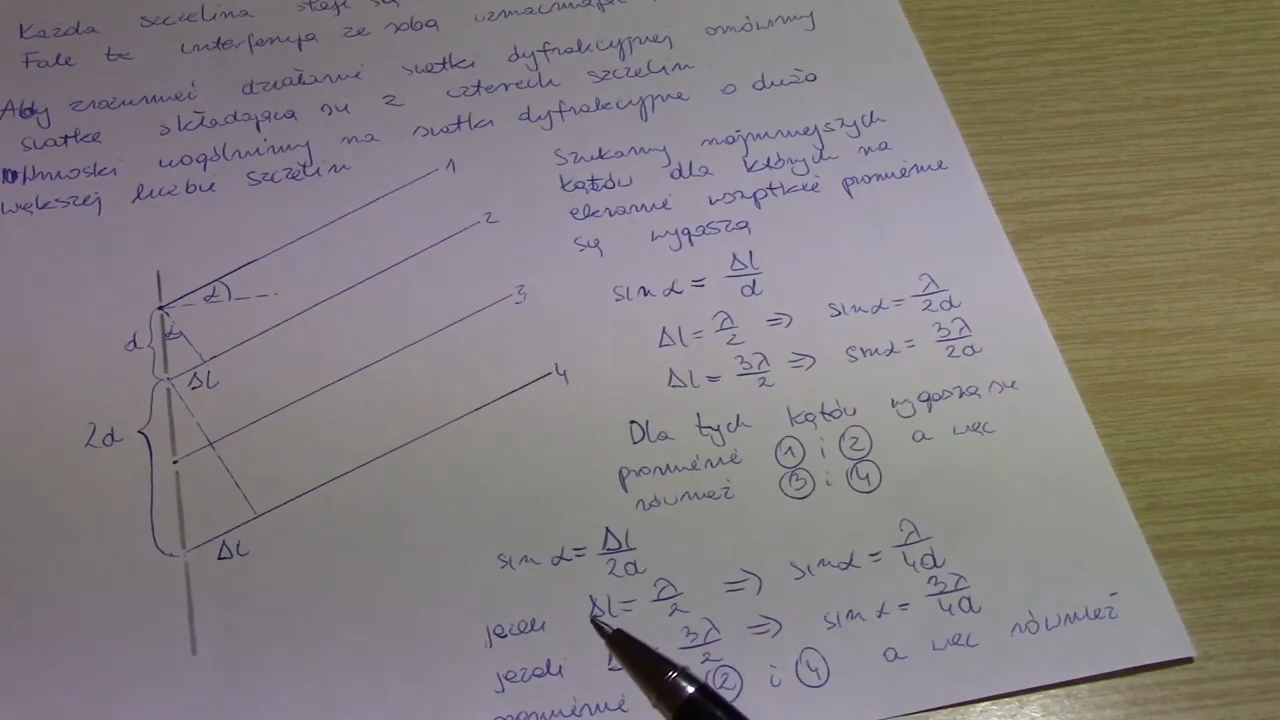 Każda szczelina staje się
Fale te interferują ze sobą wzmacniając
Aby zrozumieć działanie siatki dyfrakcyjnej omówimy
siatkę składającą się z czterech szczelin
Wnioski uogólnimy na siatki dyfrakcyjne o dużo
większej liczbie szczelin
1
2
3
4
α
d
α
Δl
2d
Δl
Szukamy najmniejszych
kątów dla których na
ekranie wszystkie promienie
się wygaszą
sin α = Δl/d
Δl = λ/2 => sin α = λ/2d
Δl = 3λ/2 => sin α = 3λ/2d
Dla tych kątów wygaszą się
promienie ① i ② a więc
również ③ i ④
sin α = Δl/2d
jeżeli Δl = λ/2 => sin α = λ/4d
jeżeli 3λ/2 => sin α = 3λ/4d
promienie ② i ④ a więc również